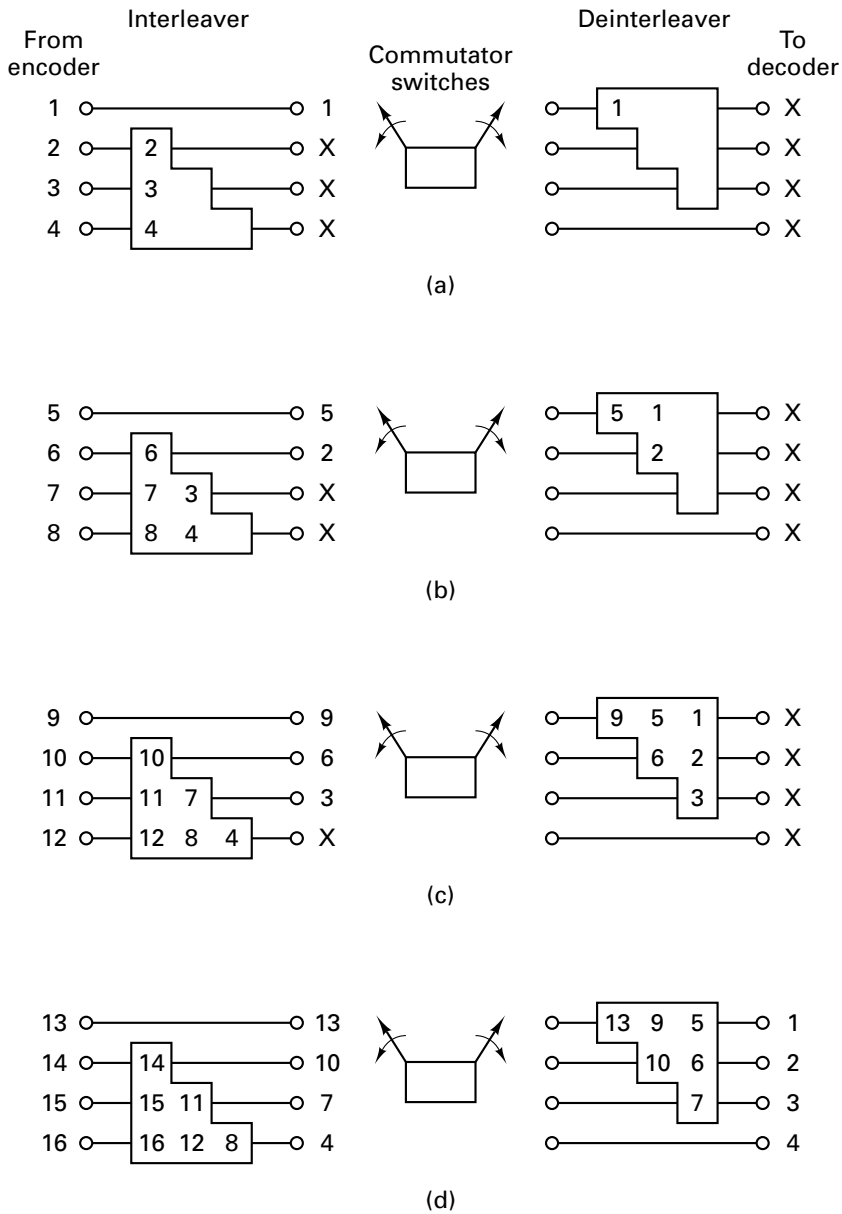 Interleaver Deinterleaver
From encoder Commutator switches To decoder
1 1 1 X
2 2 X X
3 3 X X
4 4 X X
(a)
5 5 5 1 X
6 6 2 2 X
7 7 3 X X
8 8 4 X X
(b)
9 9 9 5 1 X
10 10 6 6 2 X
11 11 7 3 3 X
12 12 8 4 X X
(c)
13 13 13 9 5 1
14 14 10 10 6 2
15 15 11 7 7 3
16 16 12 8 4 4
(d)